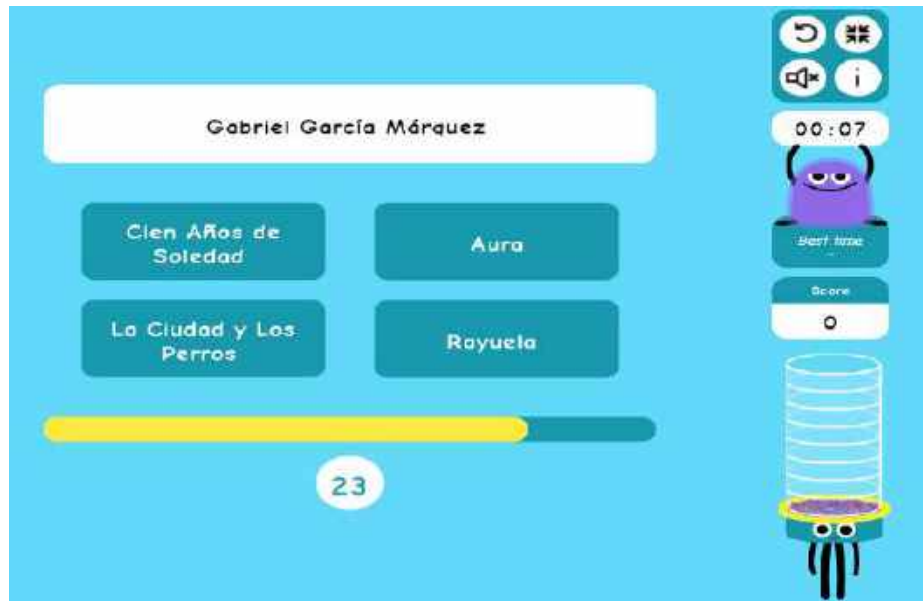 Gabriel García Márquez
Cien Años de
Soledad
Aura
La Ciudad y Los
Perros
Rayuela
23
i
00:07
Best time
-
Score
0